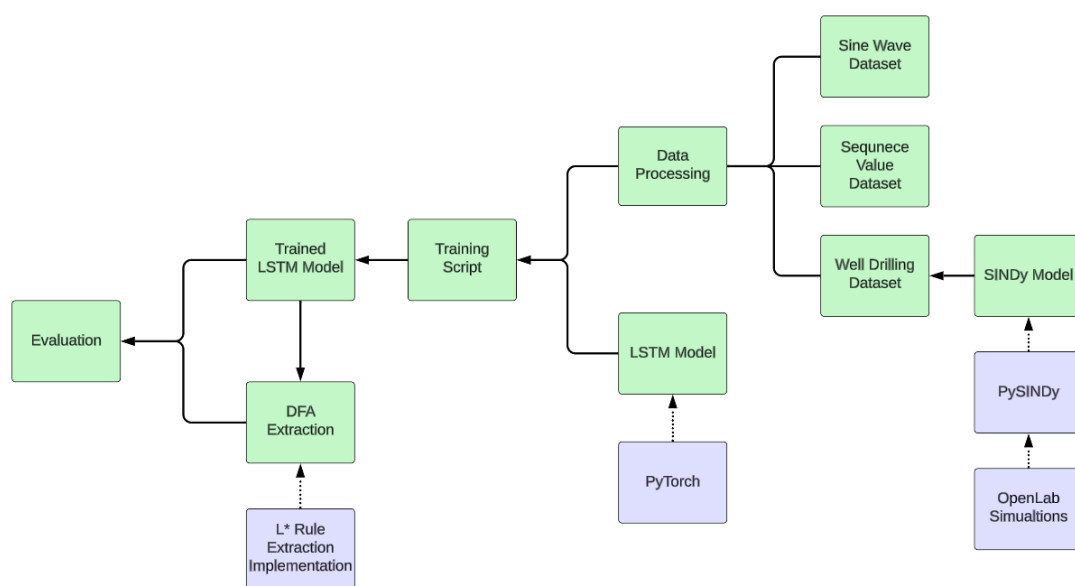 Sine Wave
Dataset
Data
Processing
Sequnece
Value
Dataset
Trained
LSTM Model
Training
Script
Well Drilling
Dataset
SINDy Model
Evaluation
LSTM Model
PySINDy
DFA
Extraction
PyTorch
OpenLab
Simualtions
L* Rule
Extraction
Implementation